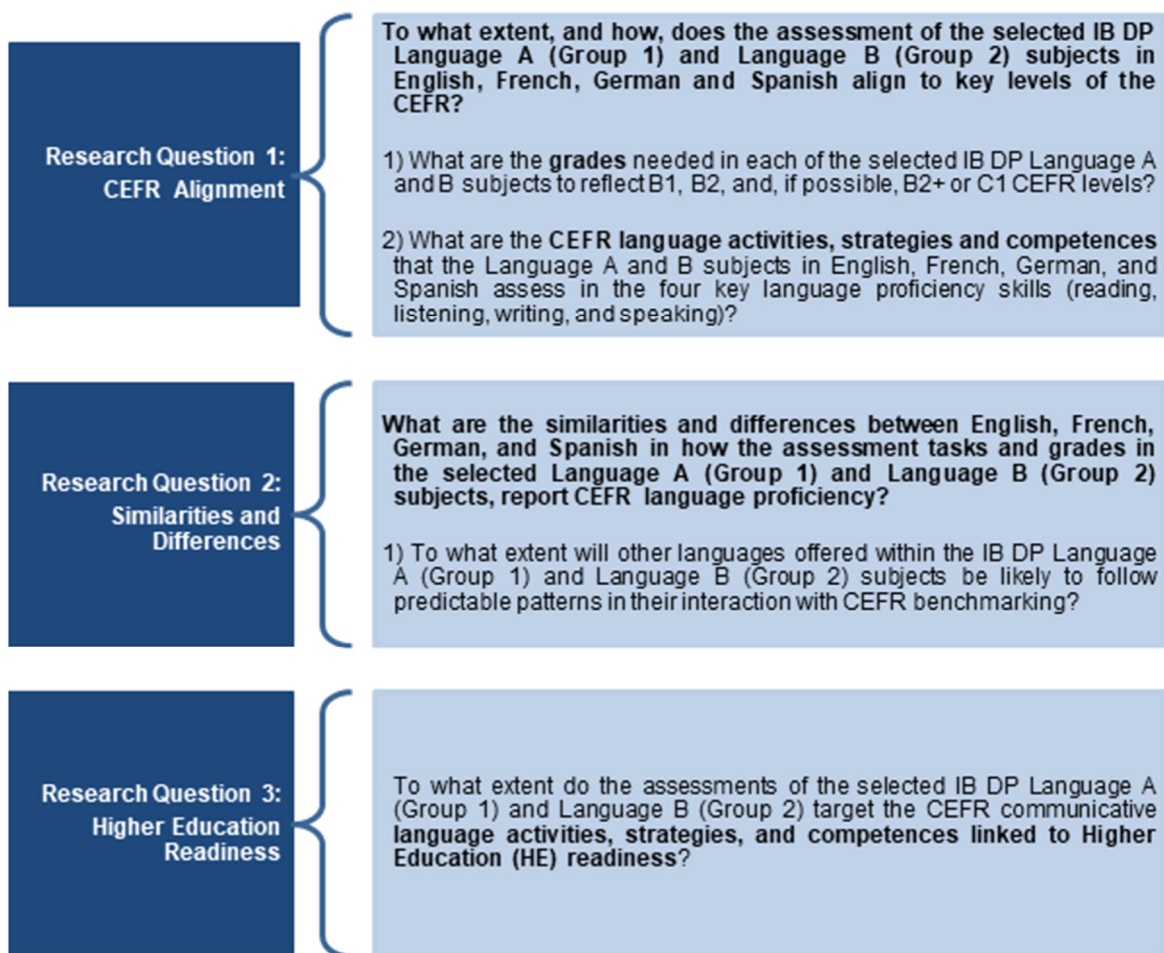 Research Question 1:
CEFR Alignment
To what extent, and how, does the assessment of the selected IB DP
Language A (Group 1) and Language B (Group 2) subjects in
English, French, German and Spanish align to key levels of the
CEFR?
1) What are the grades needed in each of the selected IB DP Language A
and B subjects to reflect B1, B2, and, if possible, B2+ or C1 CEFR levels?
2) What are the CEFR language activities, strategies and competences
that the Language A and B subjects in English, French, German, and
Spanish assess in the four key language proficiency skills (reading,
listening, writing, and speaking)?
Research Question 2:
Similarities and
Differences
What are the similarities and differences between English, French,
German, and Spanish in how the assessment tasks and grades in
the selected Language A (Group 1) and Language B (Group 2)
subjects, report CEFR language proficiency?
1) To what extent will other languages offered within the IB DP Language
A (Group 1) and Language B (Group 2) subjects be likely to follow
predictable patterns in their interaction with CEFR benchmarking?
Research Question 3:
Higher Education
Readiness
To what extent do the assessments of the selected IB DP Language A
(Group 1) and Language B (Group 2) target the CEFR communicative
language activities, strategies, and competences linked to Higher
Education (HE) readiness?